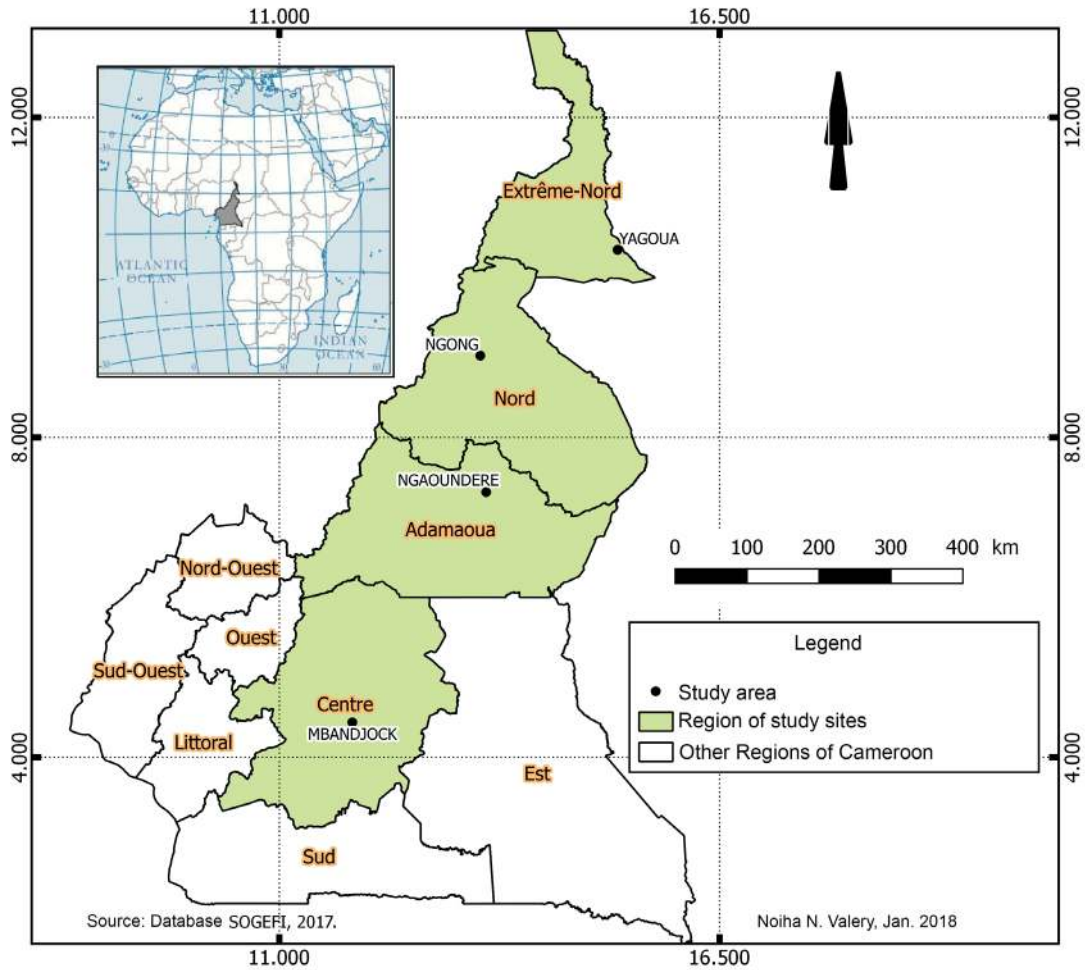 11.000
16.500
12.000
12.000
ATLANTIC
OCEAN
INDIAN
OCEAN
Extrême-Nord
YAGOUA
NGONG
Nord
8.000
8.000
NGAOUNDERE
Adamaoua
0 100 200 300 400 km
Nord-Ouest
Ouest
Sud-Ouest
Centre
MBANDJOCK
Littoral
Legend
Study area
Region of study sites
Other Regions of Cameroon
4.000
4.000
Est
Sud
Source: Database SOGEFI, 2017.
Noiha N. Valery, Jan. 2018
11.000
16.500